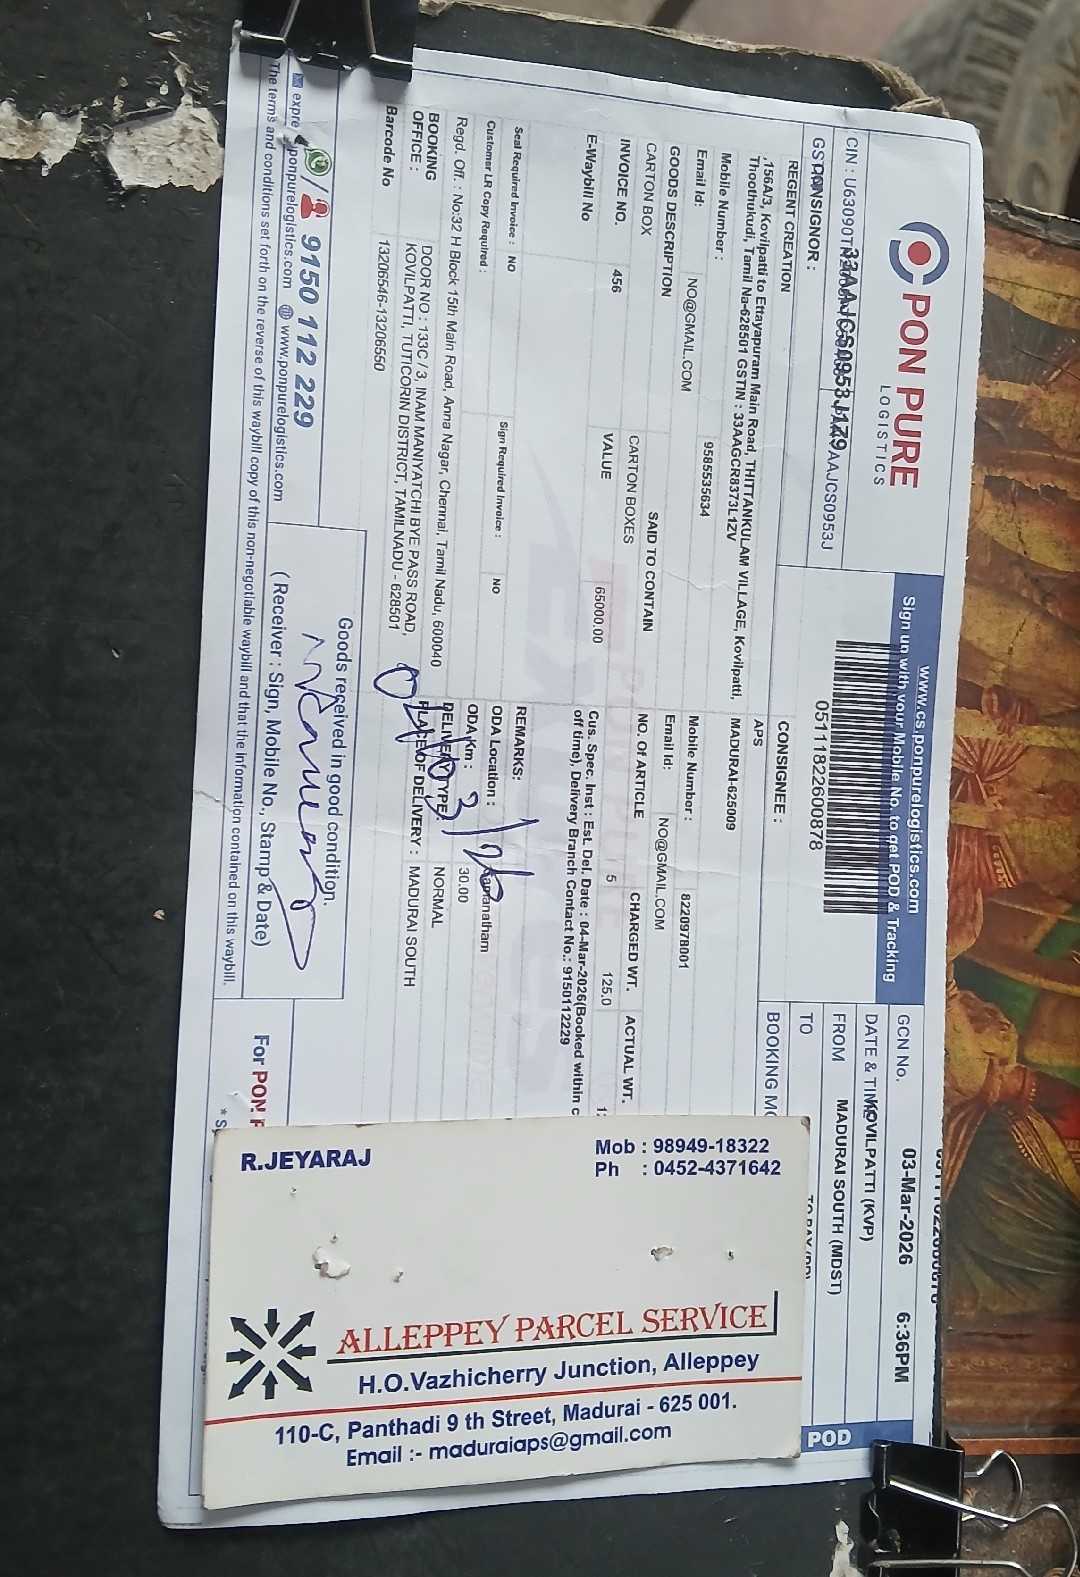 PON PURE
LOGISTICS
CIN : U63090TN
33AAJCS0953J1Z9
AAJCS0953J
CONSIGNOR :
REGENT CREATION
,156A/3, Kovilpatti to Ettayapuram Main Road, THITTANKULAM VILLAGE, Kovilpatti,
Thoothukudi, Tamil Na-628501 GSTN : 33AAGCR8373L1ZV
Mobile Number : 9585535634
Email Id: NO@GMAIL.COM
www.cs.ponpurelogistics.com
Sign up with your Mobile No. to get POD & Tracking
05111822600878
CONSIGNEE :
APS
MADURAI-625009
Mobile Number : 8220978001
Email Id: NO@GMAIL.COM
GCN No.
DATE & TIME 03-Mar-2026 6:36PM
FROM KOVILPATTI (KVP)
TO MADURAI SOUTH (MDST)
BOOKING MO
POD
GOODS DESCRIPTION SAID TO CONTAIN NO. OF ARTICLE CHARGED WT. ACTUAL WT.
CARTON BOX CARTON BOXES 5 125.0
INVOICE NO. 456 VALUE 65000.00
E-Waybill No
Cus. Spec. Inst : Est. Del. Date : 04-Mar-2026(Booked within c
off time), Delivery Branch Contact No.: 9150112229
Seal Required Invoice : NO Sign Required Invoice : NO
Customer LR Copy Required :
REMARKS:
ODA Location :
ODA Km : 30.00
DELIVERY TYPE NORMAL
PLACE OF DELIVERY : MADURAI SOUTH
Regd. Off. : No:32 H Block 15th Main Road, Anna Nagar, Chennai, Tamil Nadu, 600040
BOOKING
OFFICE :
DOOR NO : 133C / 3, INAM MANIYATCHI BYE PASS ROAD,
KOVILPATTI, TUTICORIN DISTRICT, TAMILNADU - 628501
Barcode No 13206546-13206550
04/03/26
9150 112 229
ponpurelogistics.com www.ponpurelogistics.com
Goods received in good condition.
( Receiver : Sign, Mobile No., Stamp & Date)
The terms and conditions set forth on the reverse of this waybill copy of this non-negotiable waybill and that the Information contained on this waybill.
For PON P
R.JEYARAJ
Mob : 98949-18322
Ph : 0452-4371642
ALLEPPEY PARCEL SERVICE
H.O.Vazhicherry Junction, Alleppey
110-C, Panthadi 9 th Street, Madurai - 625 001.
Email :- maduraiaps@gmail.com